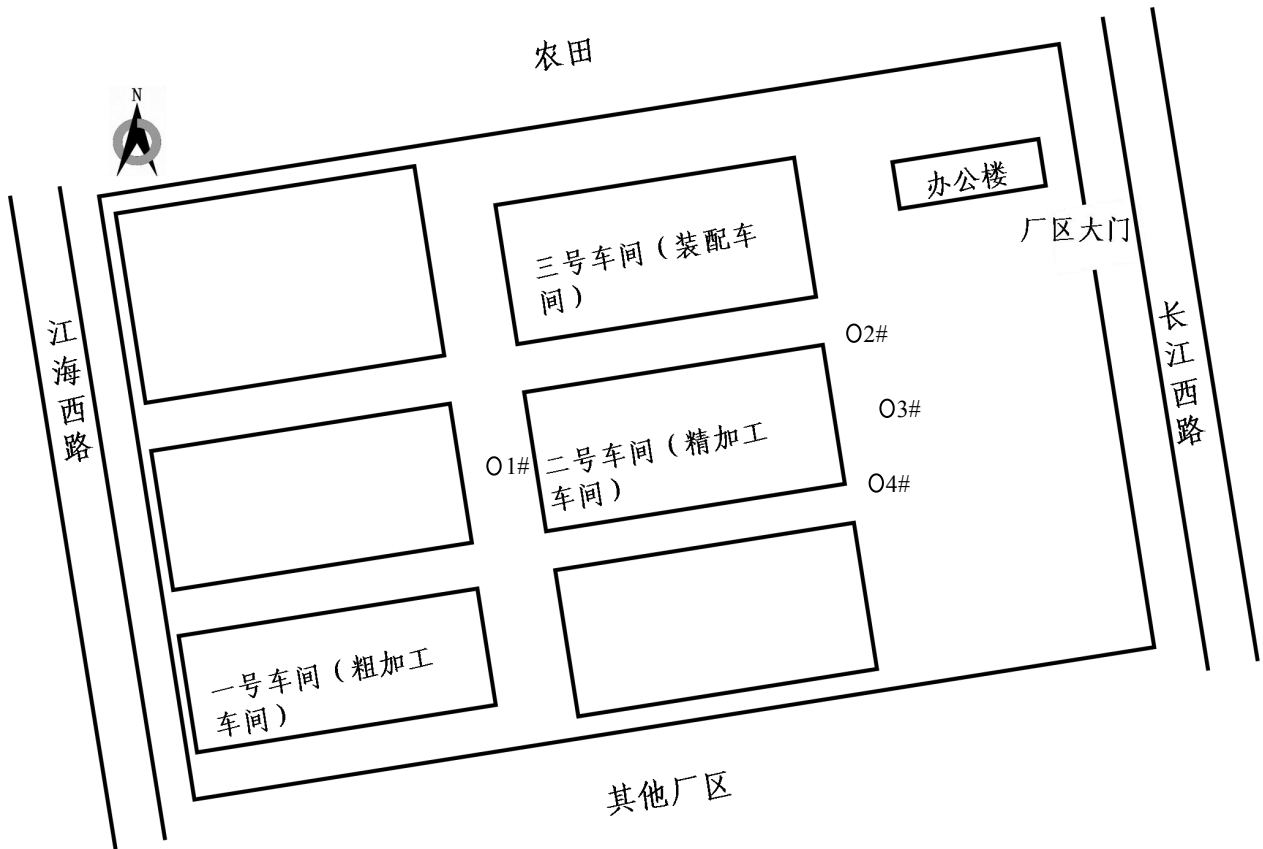 农田
N
办公楼
三号车间（装配车
间）
厂区大门
江海西路
长江西路
O2#
O3#
O1#
二号车间（精加工
车间）
O4#
一号车间（粗加工
车间）
其他厂区